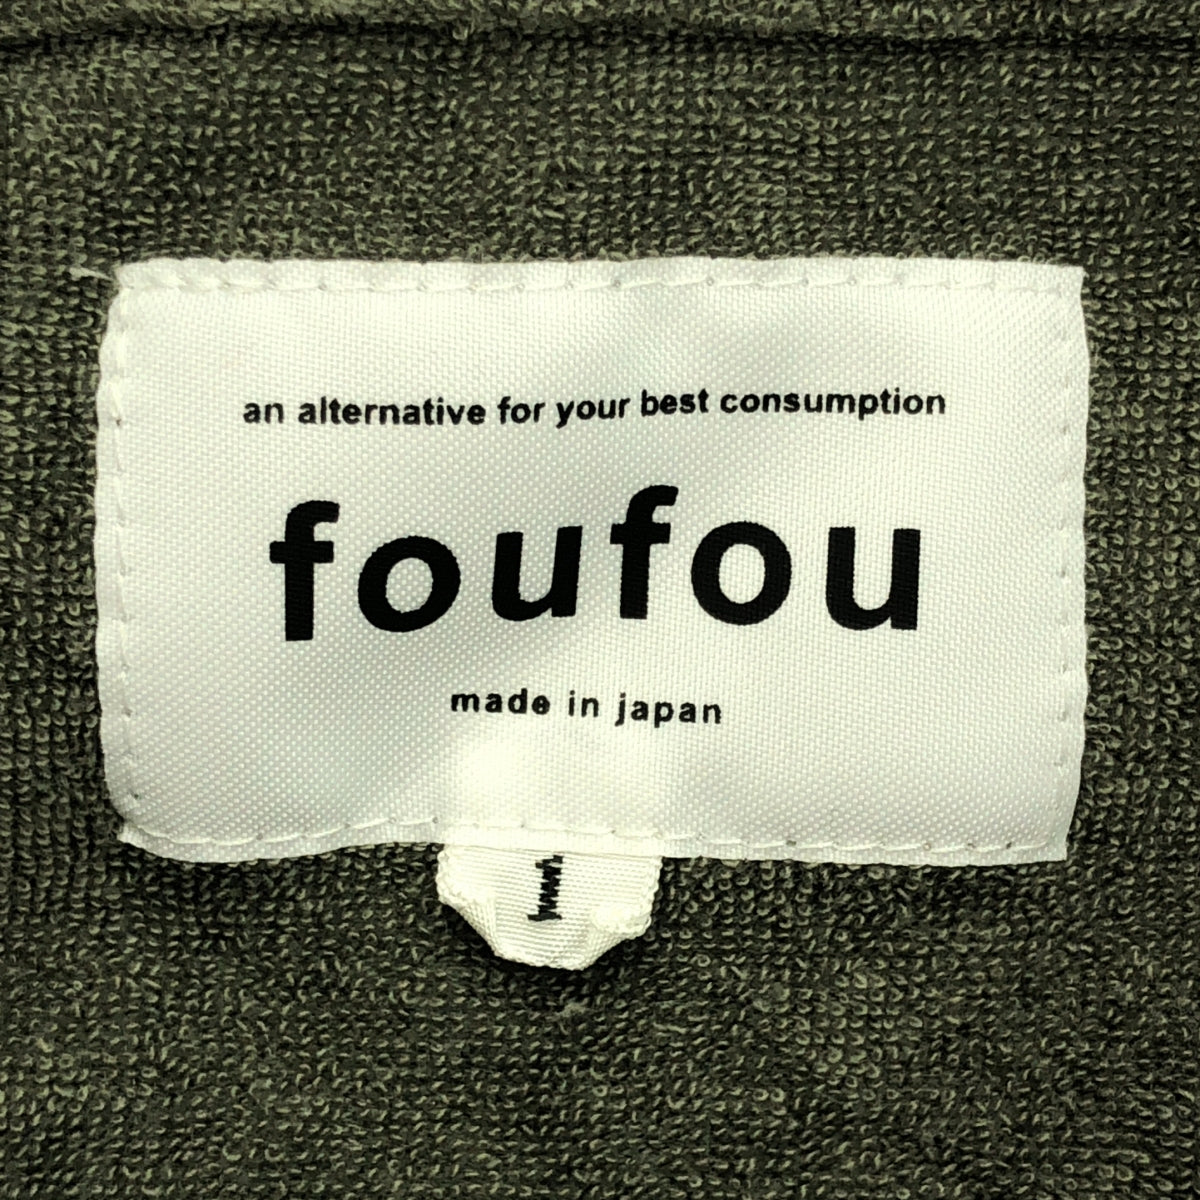 an alternative for your best consumption
foufou
made in japan
1